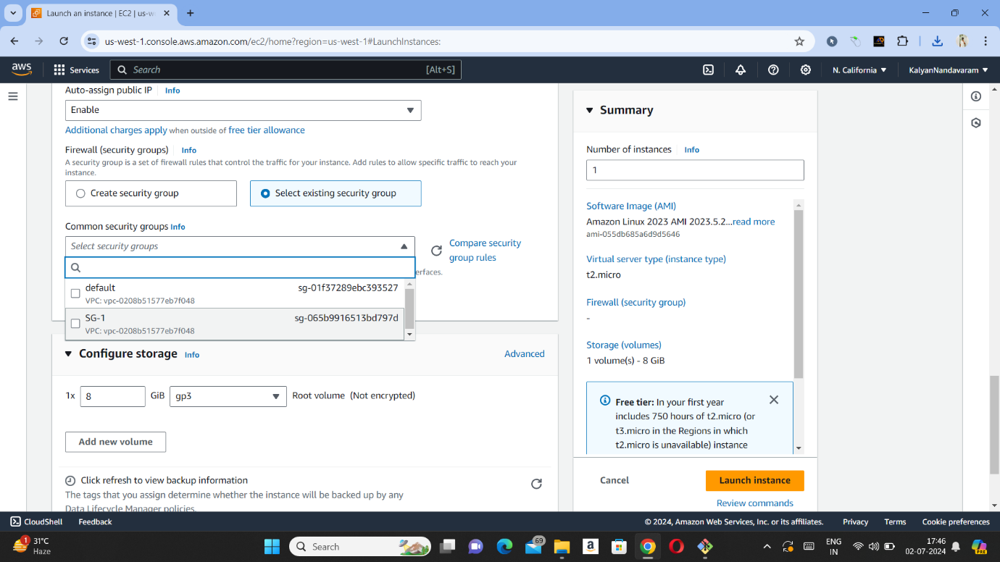 Launch an instance | EC2 | us-w
us-west-1.console.aws.amazon.com/ec2/home?region=us-west-1#LaunchInstances:
aws
Services
Search
[Alt+S]
N. California
KalyanNandavaram
Auto-assign public IP
Info
Enable
Additional charges apply when outside of free tier allowance
Firewall (security groups)
Info
A security group is a set of firewall rules that control the traffic for your instance. Add rules to allow specific traffic to reach your
instance.
Create security group
Select existing security group
Common security groups Info
Select security groups
Compare security
group rules
erfaces.
default
sg-01f37289ebc393527
VPC: vpc-0208b51577eb7f048
SG-1
sg-065b9916513bd797d
VPC: vpc-0208b51577eb7f048
Configure storage
Info
Advanced
1x
8
GiB
gp3
Root volume (Not encrypted)
Add new volume
Click refresh to view backup information
The tags that you assign determine whether the instance will be backed up by any
Data Lifecycle Manager policies.
Summary
Number of instances
Info
1
Software Image (AMI)
Amazon Linux 2023 AMI 2023.5.2...read more
ami-055db685a6d9d5646
Virtual server type (instance type)
t2.micro
Firewall (security group)
-
Storage (volumes)
1 volume(s) - 8 GiB
Free tier: In your first year
includes 750 hours of t2.micro (or
t3.micro in the Regions in which
t2.micro is unavailable) instance
Cancel
Launch instance
Review commands
CloudShell
Feedback
© 2024, Amazon Web Services, Inc. or its affiliates.
Privacy
Terms
Cookie preferences
1
31°C
Haze
Search
69
a
ENG
IN
17:46
02-07-2024
PRE